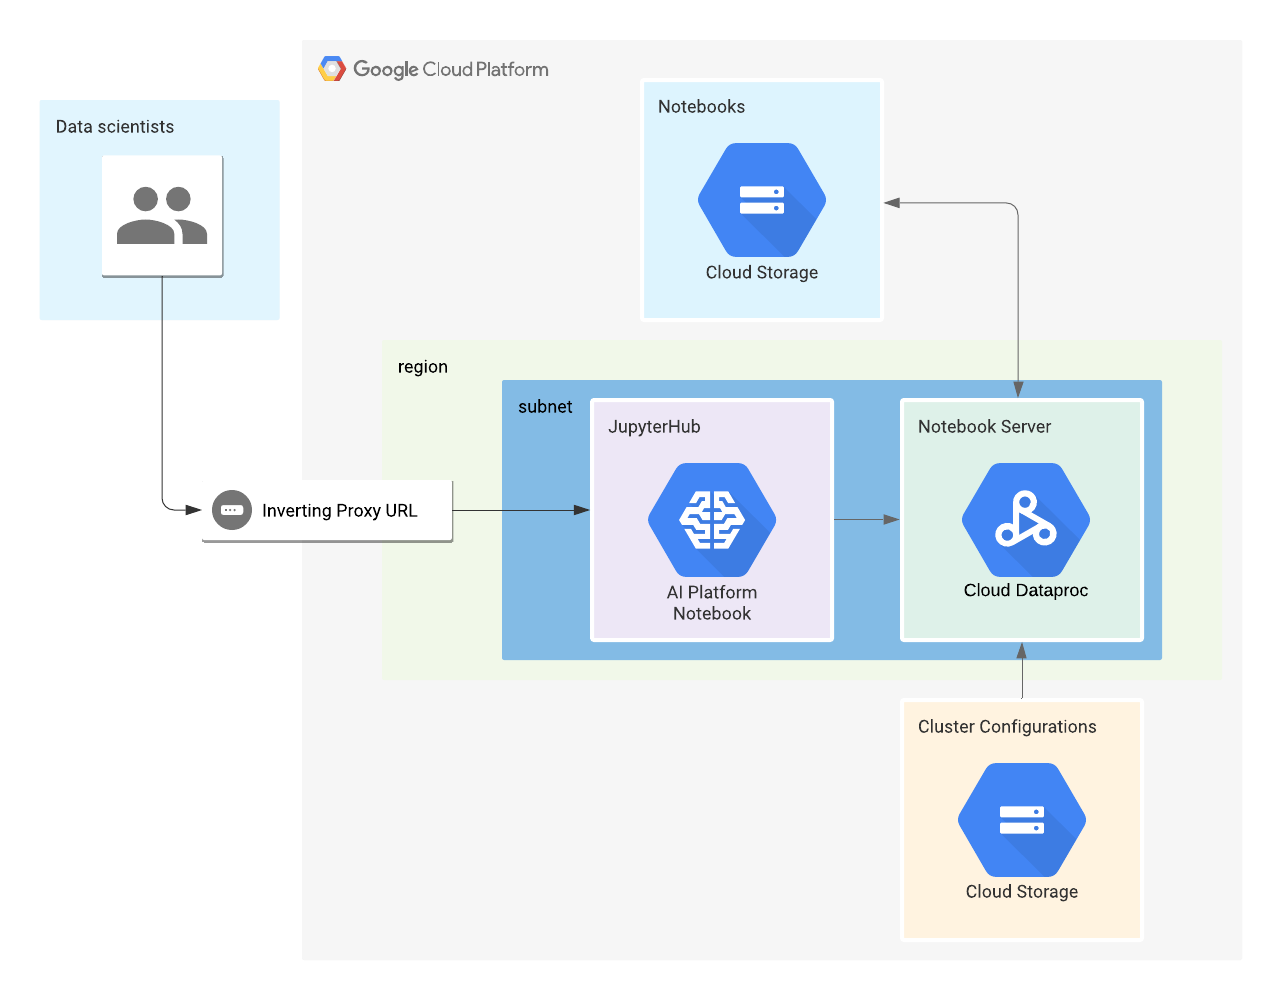 Google Cloud Platform
Data scientists
Notebooks
Cloud Storage
region
subnet
JupyterHub
AI Platform
Notebook
Notebook Server
Cloud Dataproc
Inverting Proxy URL
Cluster Configurations
Cloud Storage